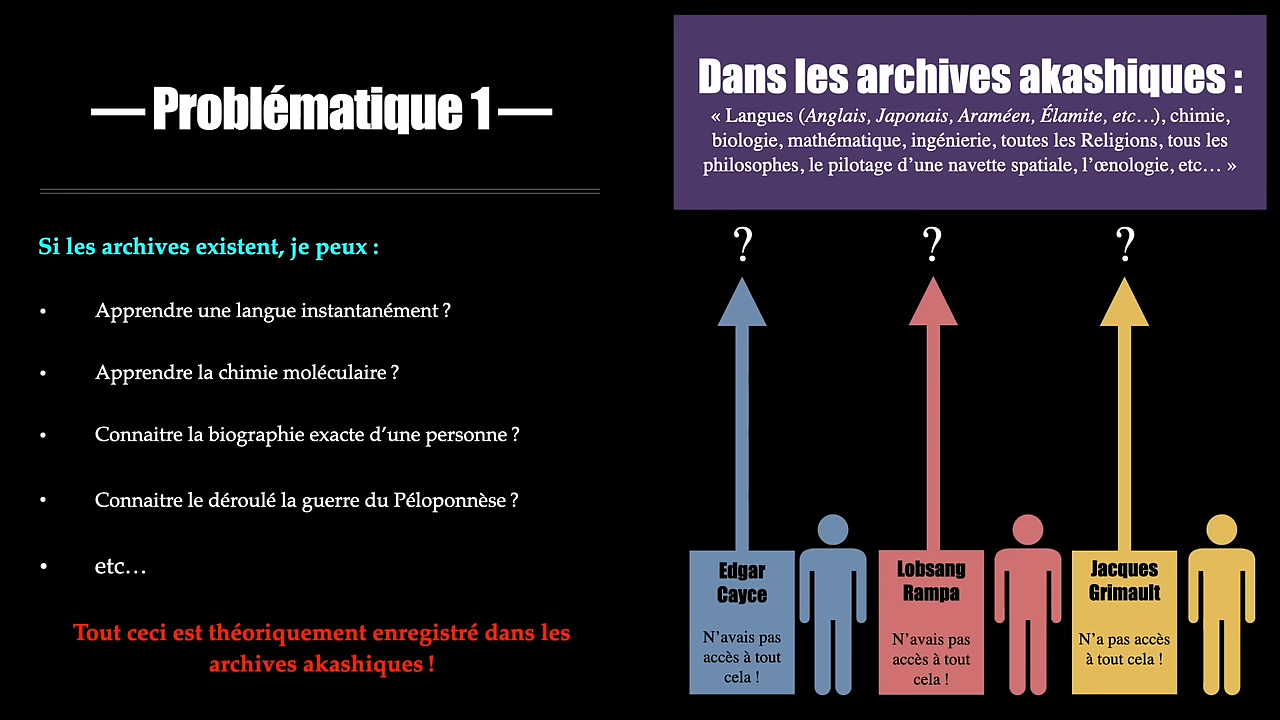 — Problématique 1 —
Si les archives existent, je peux :
• Apprendre une langue instantanément ?
• Apprendre la chimie moléculaire ?
• Connaitre la biographie exacte d’une personne ?
• Connaitre le déroulé la guerre du Péloponnèse ?
• etc…
Tout ceci est théoriquement enregistré dans les
archives akashiques !
Dans les archives akashiques :
« Langues (Anglais, Japonais, Araméen, Élamite, etc…), chimie,
biologie, mathématique, ingénierie, toutes les Religions, tous les
philosophes, le pilotage d’une navette spatiale, l’œnologie, etc… »
? ? ?
Edgar
Cayce
N’avais pas
accès à tout
cela !
Lobsang
Rampa
N’avais pas
accès à tout
cela !
Jacques
Grimault
N’a pas accès
à tout cela !